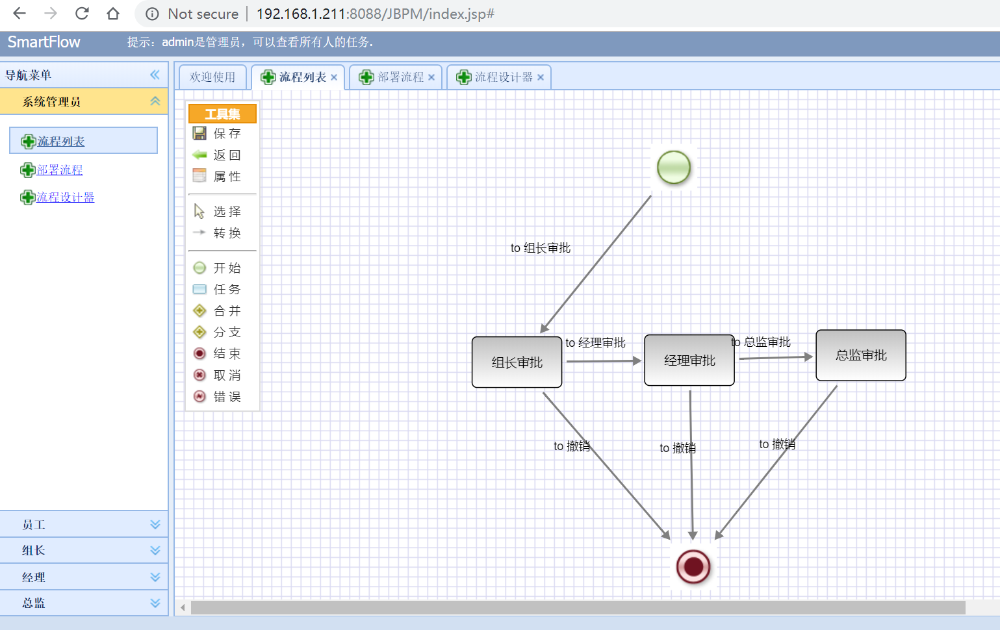 Not secure | 192.168.1.211:8088/JBPM/index.jsp#
SmartFlow
提示：admin是管理员，可以查看所有人的任务.
导航菜单
系统管理员
流程列表
部署流程
流程设计器
员工
组长
经理
总监
欢迎使用 流程列表 部署流程 流程设计器
工具集
保 存
返 回
属 性
选 择
转 换
开 始
任 务
合 并
分 支
结 束
取 消
错 误
to 组长审批
组长审批
to 经理审批
经理审批
to 总监审批
总监审批
to 撤销
to 撤销
to 撤销